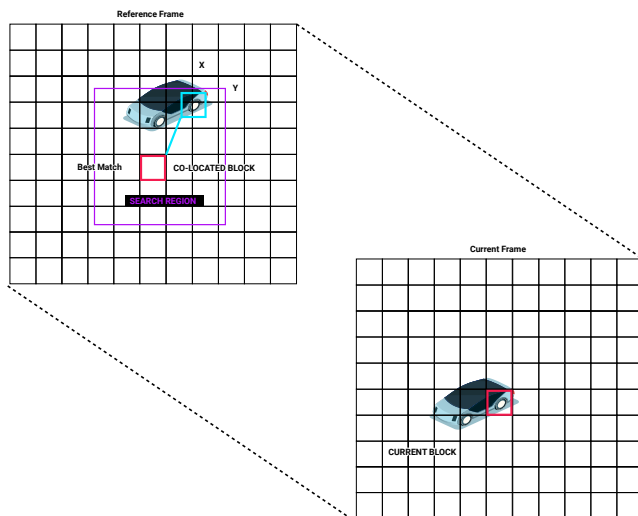 Reference Frame
X
Y
Best Match
CO-LOCATED BLOCK
SEARCH REGION
Current Frame
CURRENT BLOCK